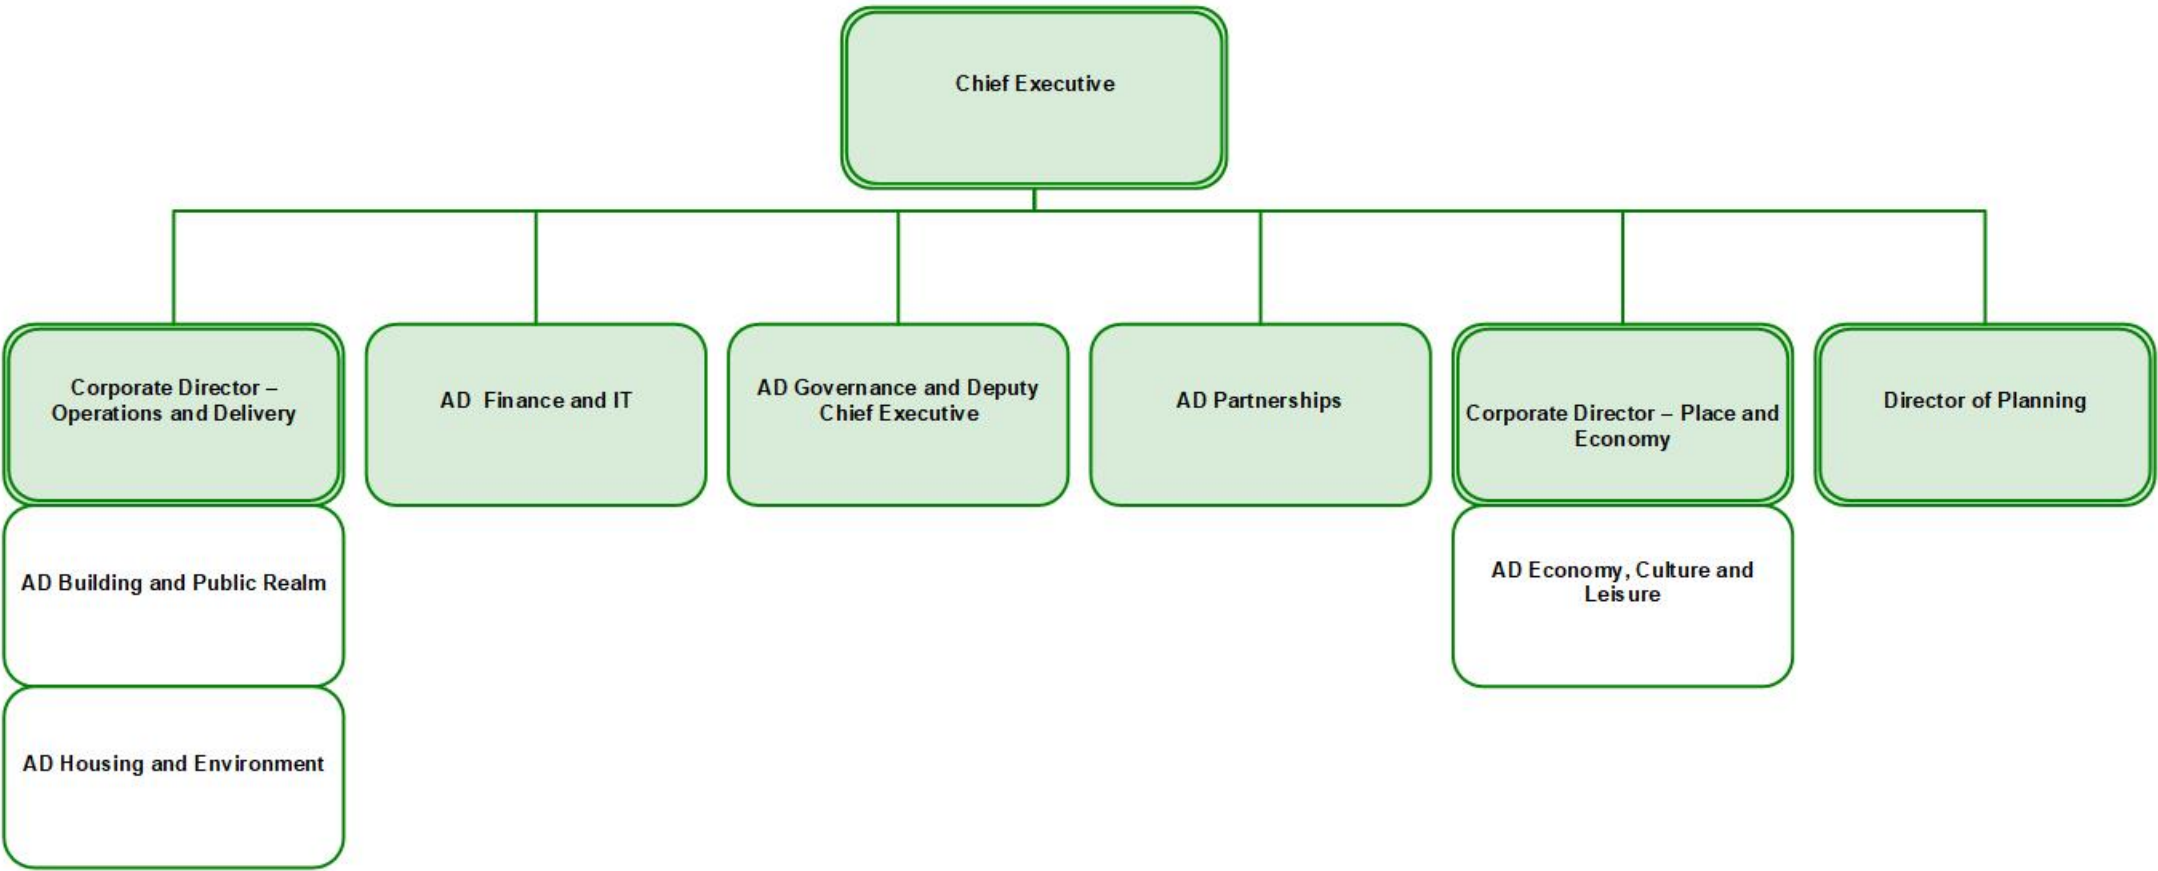 Chief Executive
Corporate Director –
Operations and Delivery
AD  Finance and IT
AD Governance and Deputy
Chief Executive
AD Partnerships
Corporate Director – Place and
Economy
Director of Planning
AD Building and Public Realm
AD Economy, Culture and
Leisure
AD Housing and Environment